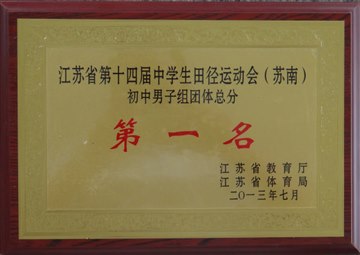 江苏省第十四届中学生田径运动会（苏南）
初中男子组团体总分
第一名
江苏省教育厅
江苏省体育局
二〇一三年七月